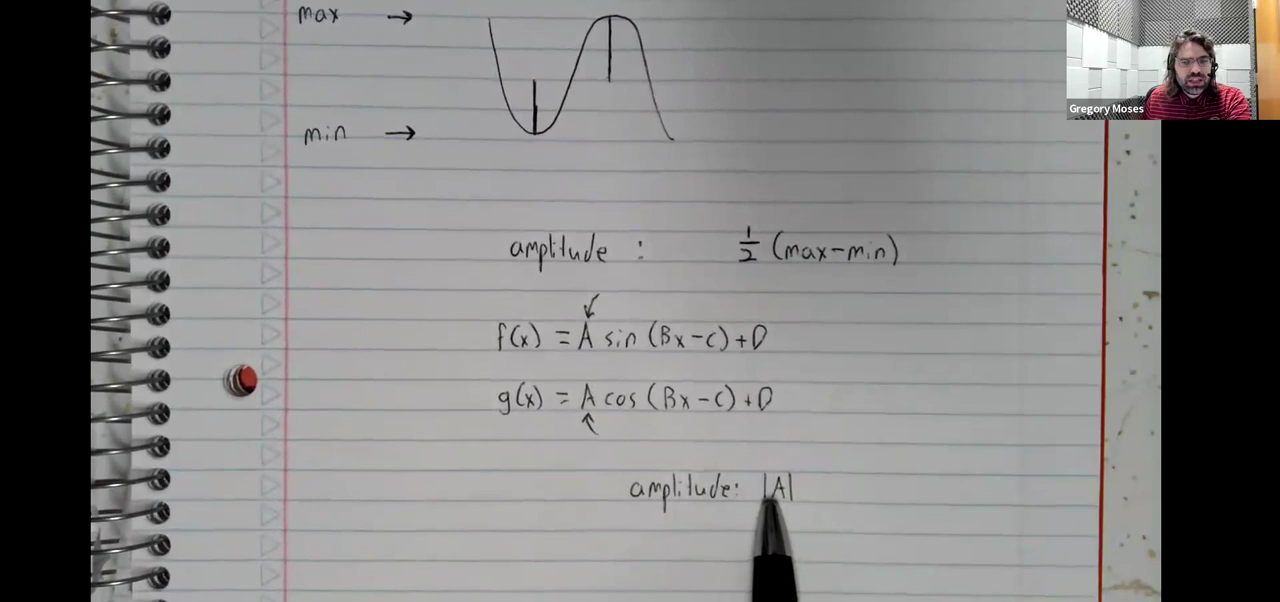 max →
Gregory Moses
min →
amplitude : 1/2 (max-min)
↙
f(x) = A sin (Bx-C)+D
g(x) = A cos (Bx-C)+D
↖
amplitude: |A|